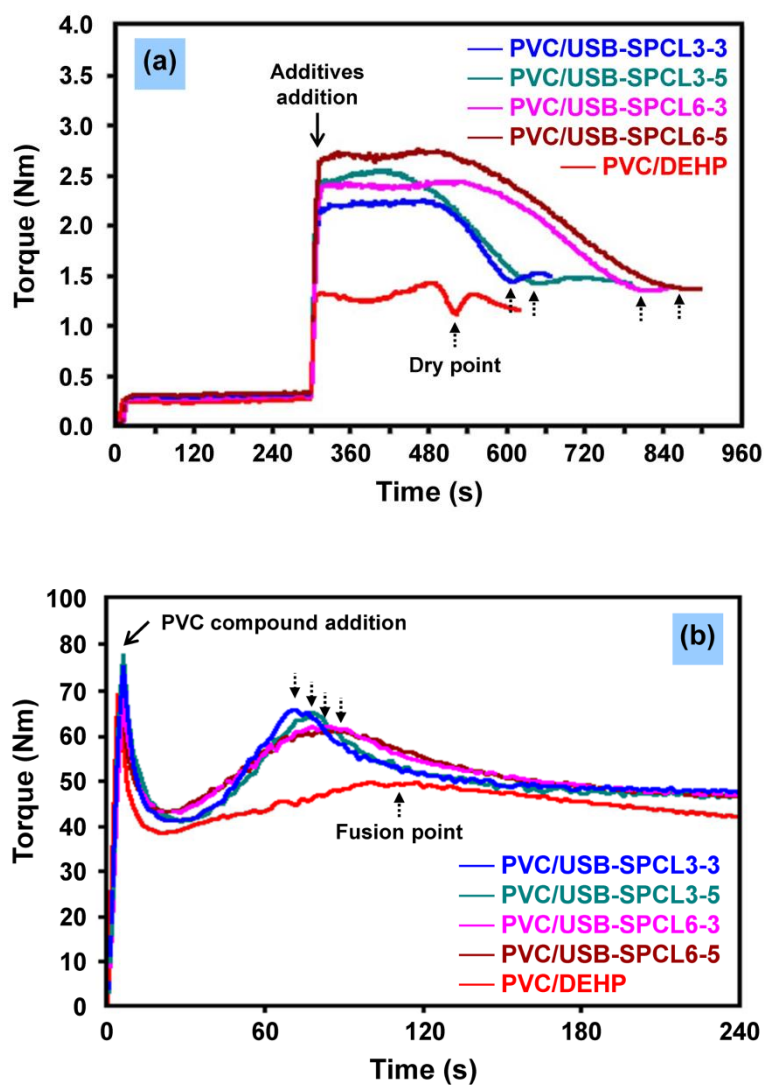 (a)
Additives
addition
PVC/USB-SPCL3-3
PVC/USB-SPCL3-5
PVC/USB-SPCL6-3
PVC/USB-SPCL6-5
PVC/DEHP
4.0
3.5
3.0
2.5
2.0
1.5
1.0
0.5
0.0
Torque (Nm)
Dry point
0 120 240 360 480 600 720 840 960
Time (s)
(b)
PVC compound addition
100
90
80
70
60
50
40
30
20
10
0
Torque (Nm)
Fusion point
PVC/USB-SPCL3-3
PVC/USB-SPCL3-5
PVC/USB-SPCL6-3
PVC/USB-SPCL6-5
PVC/DEHP
0 60 120 180 240
Time (s)